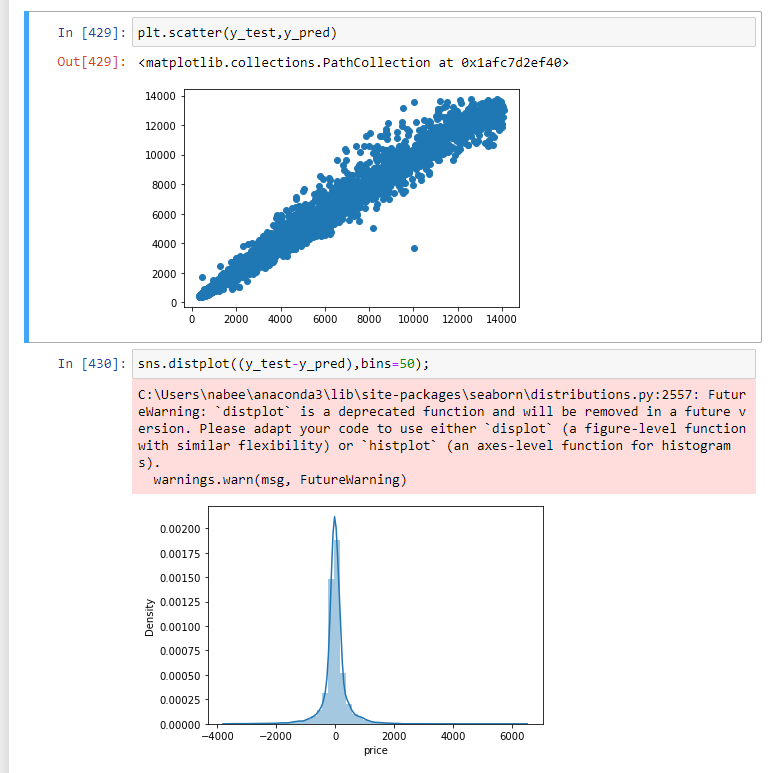 In [429]: plt.scatter(y_test,y_pred)
Out[429]: <matplotlib.collections.PathCollection at 0x1afc7d2ef40>
14000
12000
10000
8000
6000
4000
2000
0
0 2000 4000 6000 8000 10000 12000 14000
In [430]: sns.distplot((y_test-y_pred),bins=50);
C:\Users\nabee\anaconda3\lib\site-packages\seaborn\distributions.py:2557: Futur
eWarning: `distplot` is a deprecated function and will be removed in a future v
ersion. Please adapt your code to use either `displot` (a figure-level function
with similar flexibility) or `histplot` (an axes-level function for histogram
s).
warnings.warn(msg, FutureWarning)
0.00200
0.00175
0.00150
0.00125
0.00100
0.00075
0.00050
0.00025
0.00000
Density
−4000 −2000 0 2000 4000 6000
price